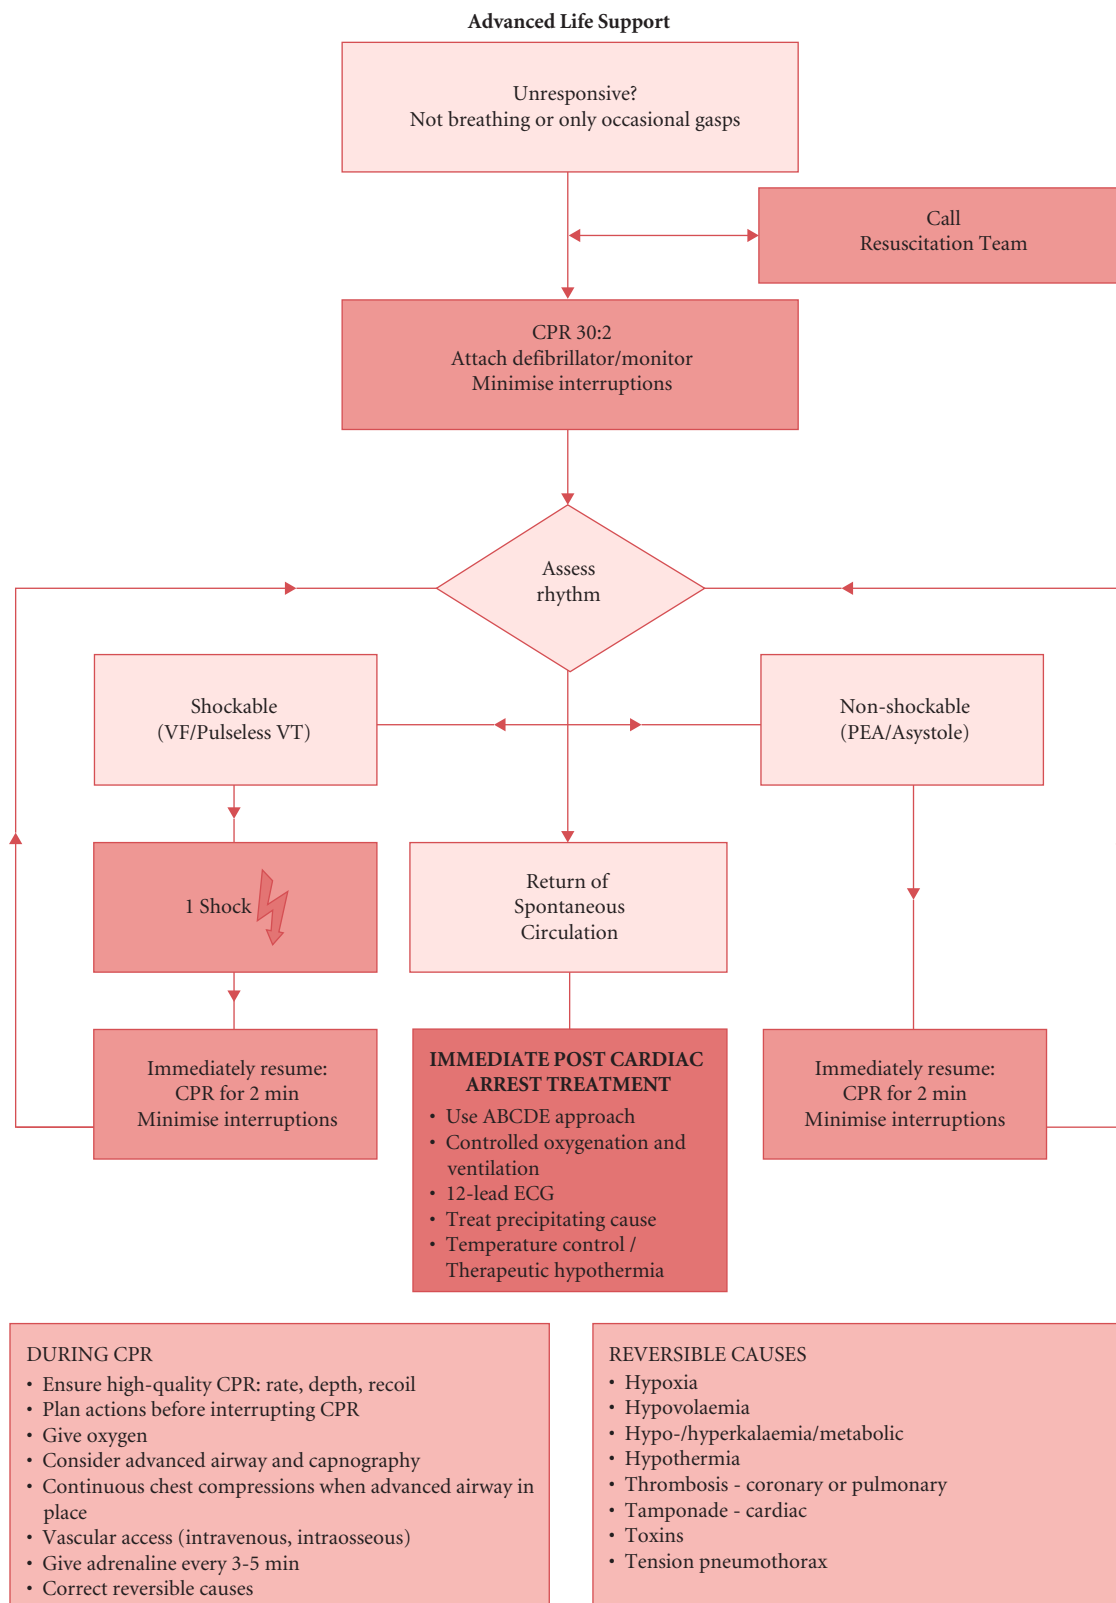 Advanced Life Support
Unresponsive?
Not breathing or only occasional gasps
Call
Resuscitation Team
CPR 30:2
Attach defibrillator/monitor
Minimise interruptions
Assess
rhythm
Shockable
(VF/Pulseless VT)
Non-shockable
(PEA/Asystole)
1 Shock
Return of
Spontaneous
Circulation
Immediately resume:
CPR for 2 min
Minimise interruptions
IMMEDIATE POST CARDIAC
ARREST TREATMENT
• Use ABCDE approach
• Controlled oxygenation and
ventilation
• 12-lead ECG
• Treat precipitating cause
• Temperature control /
Therapeutic hypothermia
Immediately resume:
CPR for 2 min
Minimise interruptions
DURING CPR
• Ensure high-quality CPR: rate, depth, recoil
• Plan actions before interrupting CPR
• Give oxygen
• Consider advanced airway and capnography
• Continuous chest compressions when advanced airway in
place
• Vascular access (intravenous, intraosseous)
• Give adrenaline every 3-5 min
• Correct reversible causes
REVERSIBLE CAUSES
• Hypoxia
• Hypovolaemia
• Hypo-/hyperkalaemia/metabolic
• Hypothermia
• Thrombosis - coronary or pulmonary
• Tamponade - cardiac
• Toxins
• Tension pneumothorax